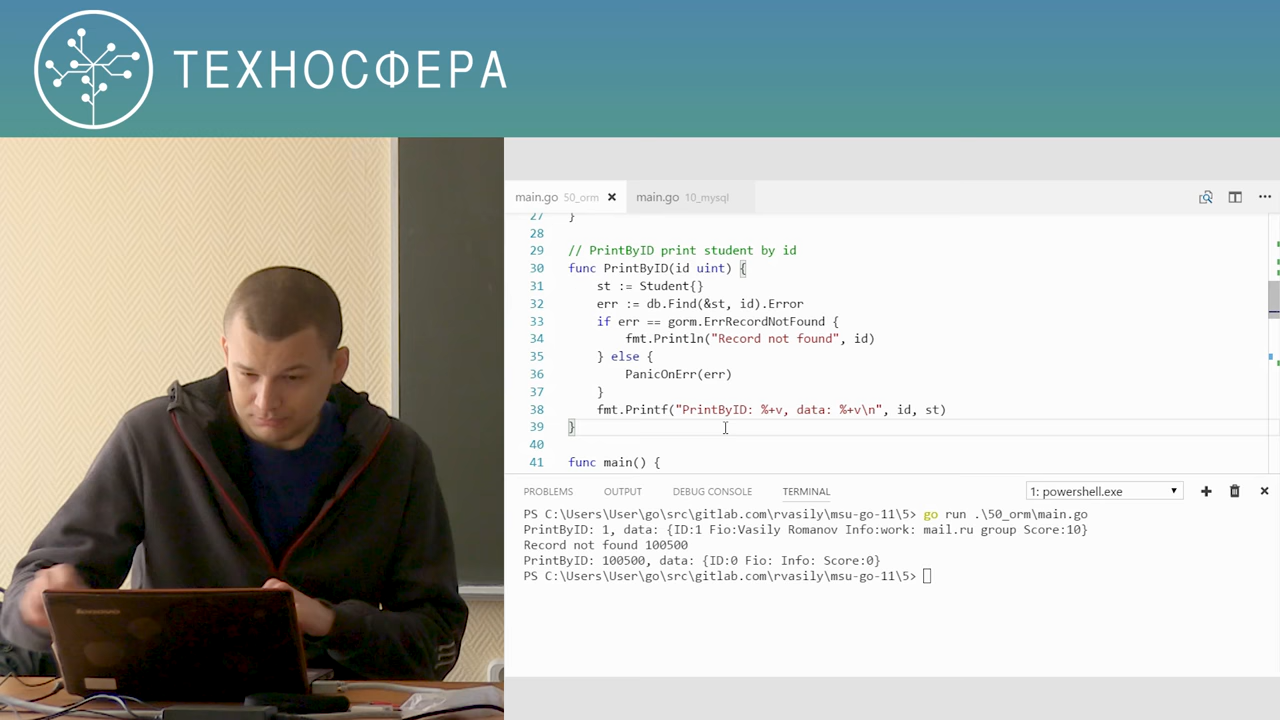 ТЕХНОСФЕРА
main.go 50_orm
main.go 10_mysql
27 }
28
29 // PrintByID print student by id
30 func PrintByID(id uint) {
31 st := Student{}
32 err := db.Find(&st, id).Error
33 if err == gorm.ErrRecordNotFound {
34 fmt.Println("Record not found", id)
35 } else {
36 PanicOnErr(err)
37 }
38 fmt.Printf("PrintByID: %+v, data: %+v\n", id, st)
39 }
40
41 func main() {
PROBLEMS OUTPUT DEBUG CONSOLE TERMINAL 1: powershell.exe
PS C:\Users\User\go\src\gitlab.com\rvasily\msu-go-11\5> go run .\50_orm\main.go
PrintByID: 1, data: {ID:1 Fio:Vasily Romanov Info:work: mail.ru group Score:10}
Record not found 100500
PrintByID: 100500, data: {ID:0 Fio: Info: Score:0}
PS C:\Users\User\go\src\gitlab.com\rvasily\msu-go-11\5>